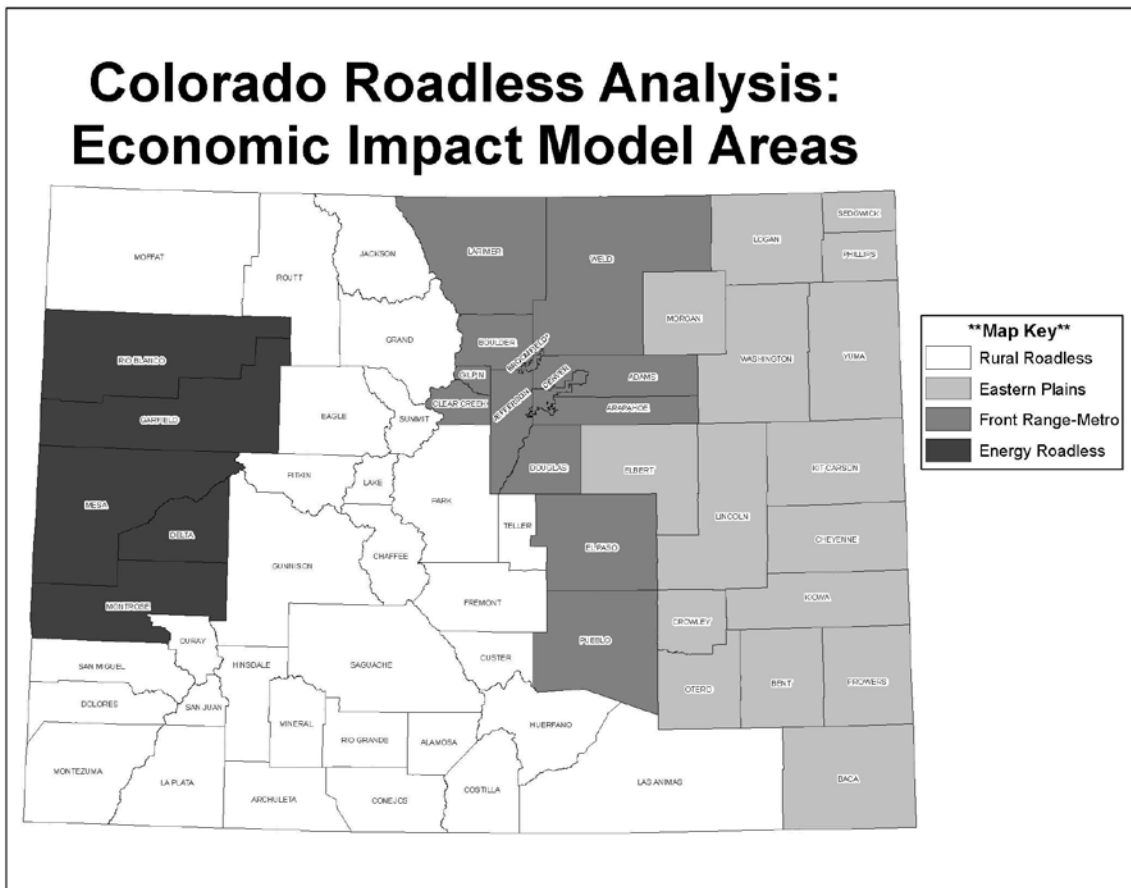 Colorado Roadless Analysis:
Economic Impact Model Areas
SEDGWICK
LOGAN
PHILLIPS
LARIMER
WELD
JACKSON
MOFFAT
ROUTT
MORGAN
GRAND
BOULDER
BROOMFIELD
WASHINGTON
YUMA
RIO BLANCO
GILPIN
DENVER
ADAMS
CLEAR CREEK
JEFFERSON
ARAPAHOE
EAGLE
SUMMIT
GARFIELD
DOUGLAS
ELBERT
KIT CARSON
PITKIN
LAKE
PARK
MESA
LINCOLN
TELLER
DELTA
CHEYENNE
EL PASO
CHAFFEE
GUNNISON
FREMONT
KIOWA
MONTROSE
CROWLEY
OURAY
PUEBLO
CUSTER
SAN MIGUEL
HINSDALE
SAGUACHE
OTERO
BENT
PROWERS
DOLORES
SAN JUAN
MINERAL
HUERFANO
RIO GRANDE
ALAMOSA
MONTEZUMA
LA PLATA
LAS ANIMAS
BACA
COSTILLA
ARCHULETA
CONEJOS
**Map Key**
Rural Roadless
Eastern Plains
Front Range-Metro
Energy Roadless